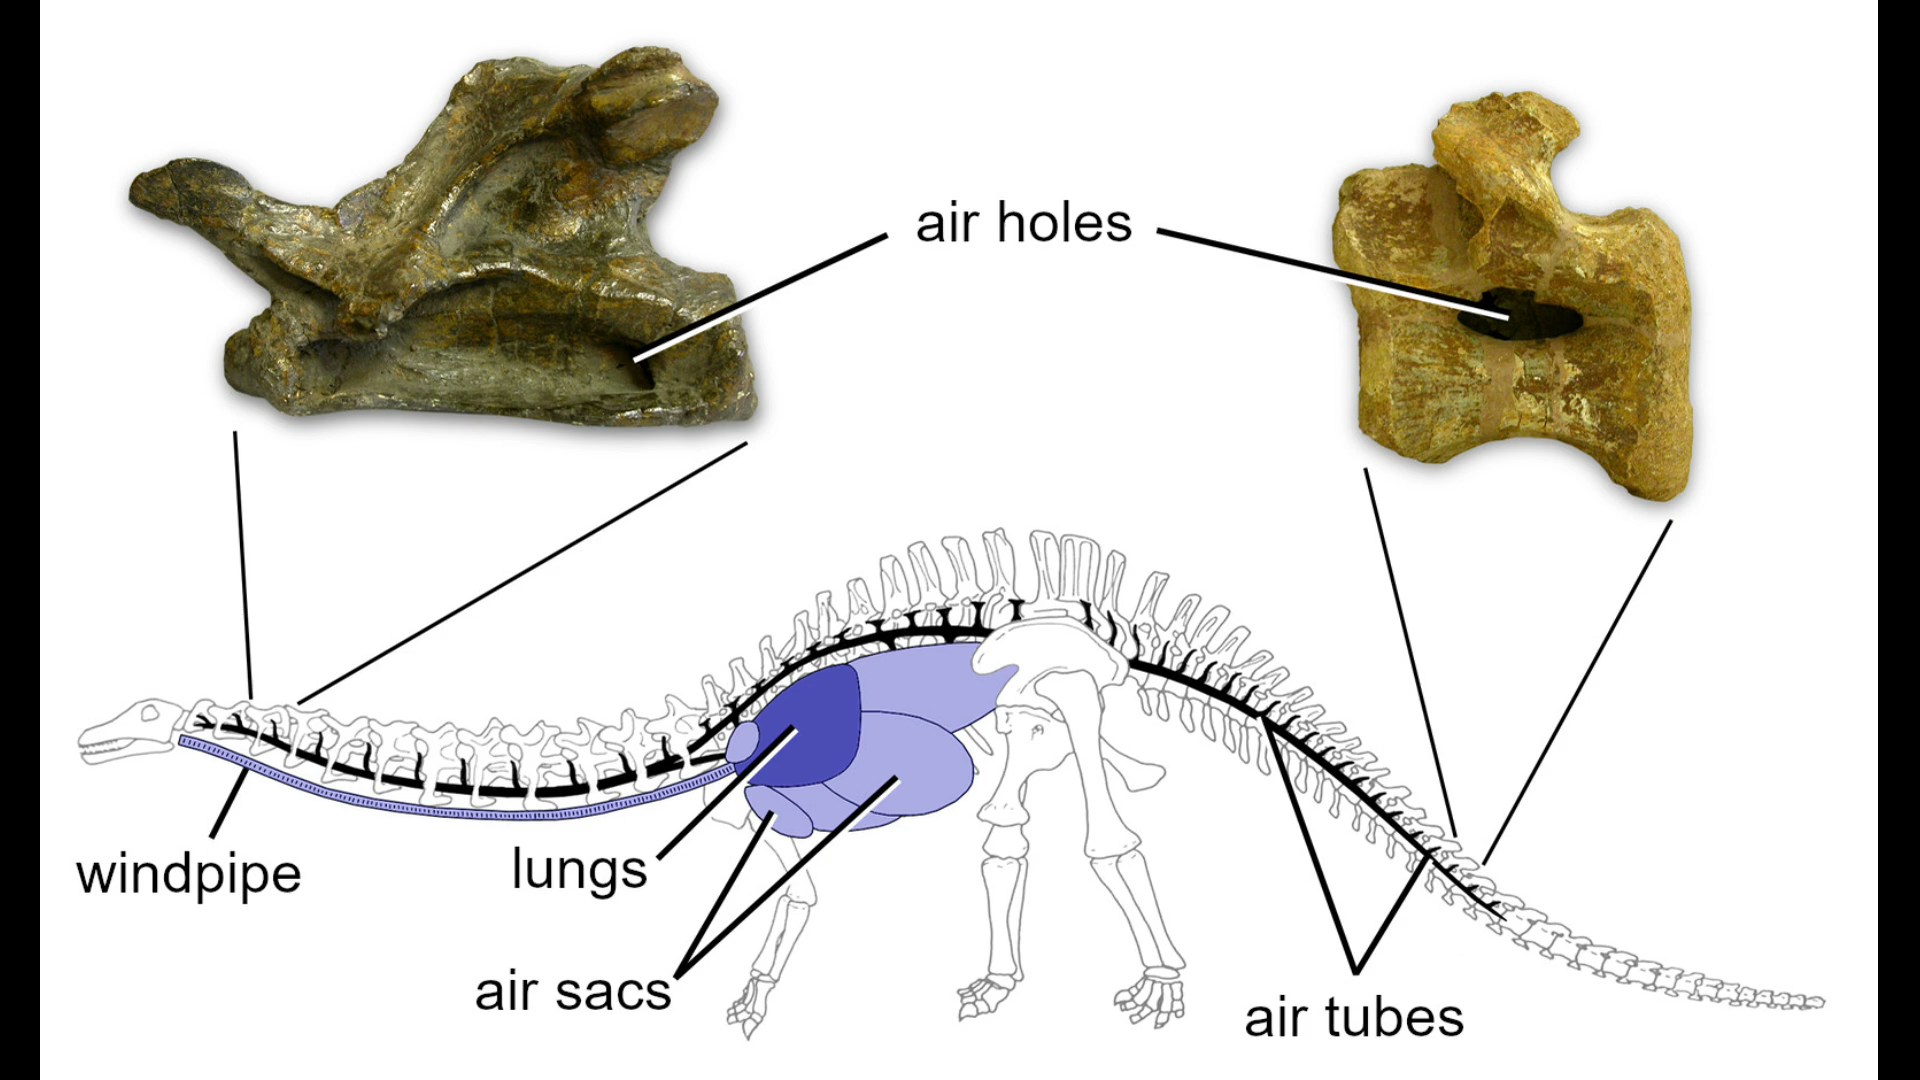 air holes
windpipe
lungs
air sacs
air tubes